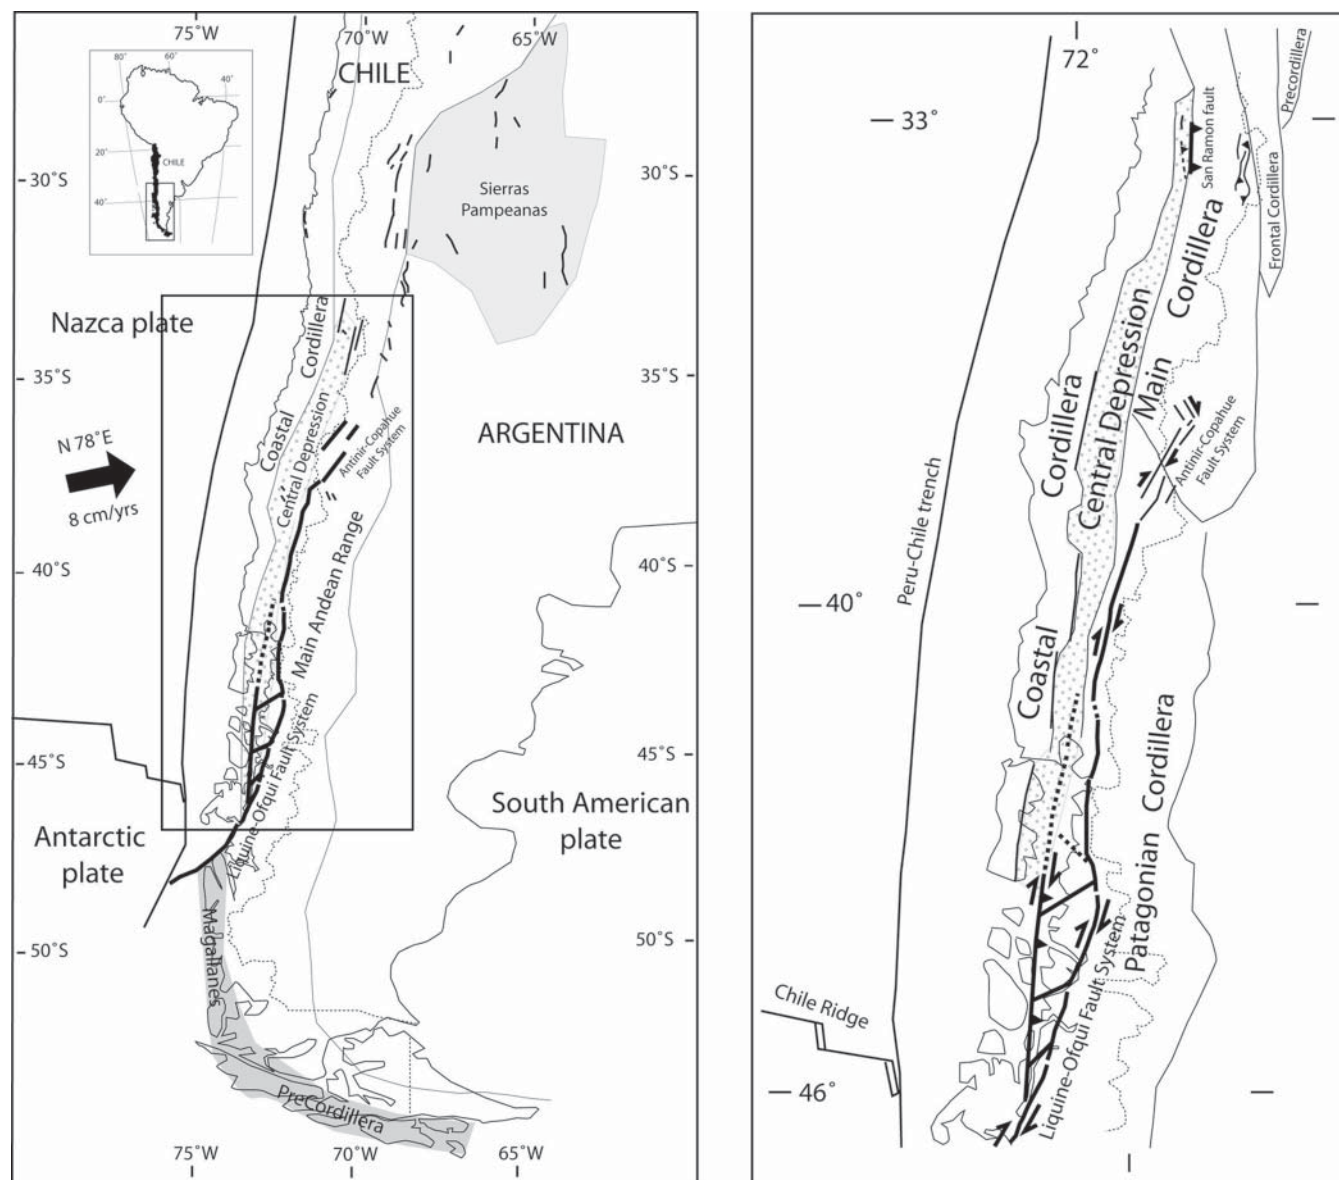 75˚W
70˚W
65˚W
CHILE
80˚
60˚
40˚
0˚
20˚
CHILE
40˚
30˚S
30˚S
Sierras
Pampeanas
Nazca plate
Cordillera
35˚S
35˚S
Coastal
N 78˚E
8 cm/yrs
Central Depression
Antinir-Copahue
Fault System
ARGENTINA
40˚S
40˚S
Main Andean Range
Liquine-Ofqui Fault System
45˚S
45˚S
Antarctic
plate
South American
plate
Magallanes
50˚S
50˚S
PreCordillera
75˚W
70˚W
65˚W
72˚
33˚
Precordillera
San Ramon fault
Frontal Cordillera
Cordillera
Main
Central Depression
Cordillera
Antinir-Copahue
Fault System
Peru-Chile trench
40˚
Coastal
Patagonian Cordillera
Liquine-Ofqui Fault System
Chile Ridge
46˚